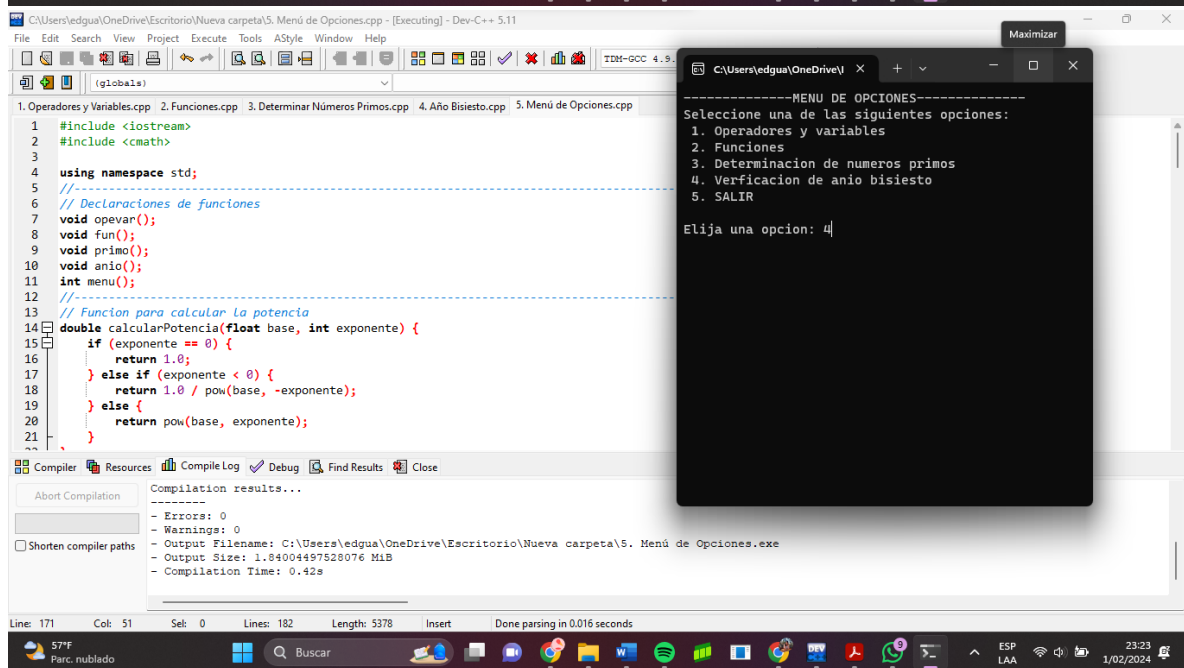 C:\Users\edgua\OneDrive\Escritorio\Nueva carpeta\5. Menú de Opciones.cpp - [Executing] - Dev-C++ 5.11
File Edit Search View Project Execute Tools AStyle Window Help
Maximizar
TDM-GCC 4.9.
(globals)
1. Operadores y Variables.cpp 2. Funciones.cpp 3. Determinar Números Primos.cpp 4. Año Bisiesto.cpp 5. Menú de Opciones.cpp
1 #include <iostream>
2 #include <cmath>
3
4 using namespace std;
5 //------------------------------------------------------------------------------
6 // Declaraciones de funciones
7 void opevar();
8 void fun();
9 void primo();
10 void anio();
11 int menu();
12 //------------------------------------------------------------------------------
13 // Funcion para calcular la potencia
14 double calcularPotencia(float base, int exponente) {
15 if (exponente == 0) {
16 return 1.0;
17 } else if (exponente < 0) {
18 return 1.0 / pow(base, -exponente);
19 } else {
20 return pow(base, exponente);
21 }
C:\Users\edgua\OneDrive\I
--------------MENU DE OPCIONES--------------
Seleccione una de las siguientes opciones:
1. Operadores y variables
2. Funciones
3. Determinacion de numeros primos
4. Verficacion de anio bisiesto
5. SALIR
Elija una opcion: 4
Compiler Resources Compile Log Debug Find Results Close
Abort Compilation
Shorten compiler paths
Compilation results...
--------
- Errors: 0
- Warnings: 0
- Output Filename: C:\Users\edgua\OneDrive\Escritorio\Nueva carpeta\5. Menú de Opciones.exe
- Output Size: 1.84004497528076 MiB
- Compilation Time: 0.42s
Line: 171 Col: 51 Sel: 0 Lines: 182 Length: 5378 Insert Done parsing in 0.016 seconds
57°F
Parc. nublado
Buscar
DEV
9
ESP
LAA
23:23
1/02/2024